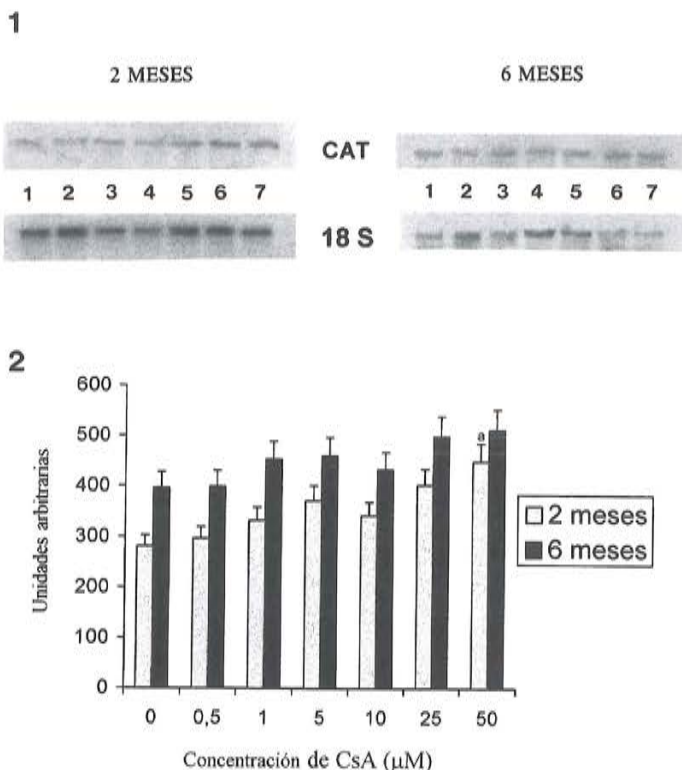 1
2 MESES
6 MESES
CAT
1 2 3 4 5 6 7
1 2 3 4 5 6 7
18 S
2
Unidades arbitrarias
600
500
400
300
200
100
0
a
0 0,5 1 5 10 25 50
Concentración de CsA (µM)
2 meses
6 meses